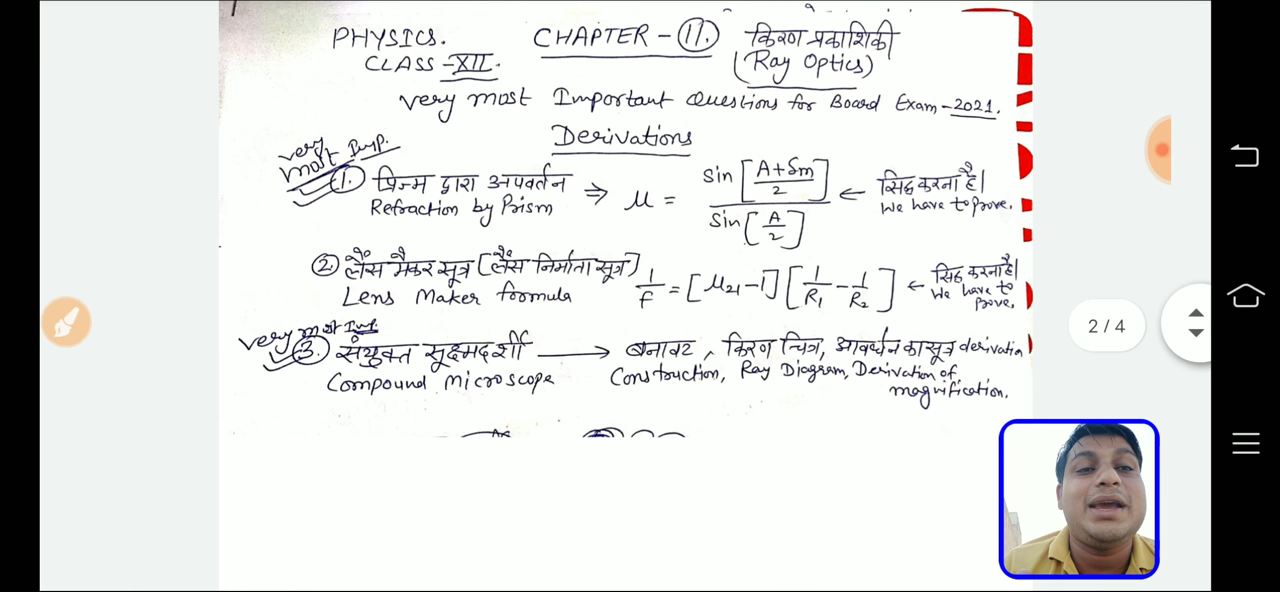 PHYSICS. CHAPTER - 11. किरण प्रकाशिकी
CLASS - XII. (Ray Optics)
very most Important Questions for Board Exam - 2021.
Derivations
very most Imp.
1. प्रिज्म द्वारा अपवर्तन ⇒ μ = sin[A+δm/2] / sin[A/2] ← सिद्ध करना है।
Refraction by Prism We have to prove.
2. लैंस मैकर सूत्र [लैंस निर्माता सूत्र] 1/F = [μ21 - 1] [1/R1 - 1/R2] ← सिद्ध करना है।
Lens Maker formula We have to prove.
very most Imp.
3. संयुक्त सूक्ष्मदर्शी → बनावट, किरण चित्र, आवर्धन का सूत्र derivation
Compound Microscope Construction, Ray Diagram, Derivation of magnification.
2/4